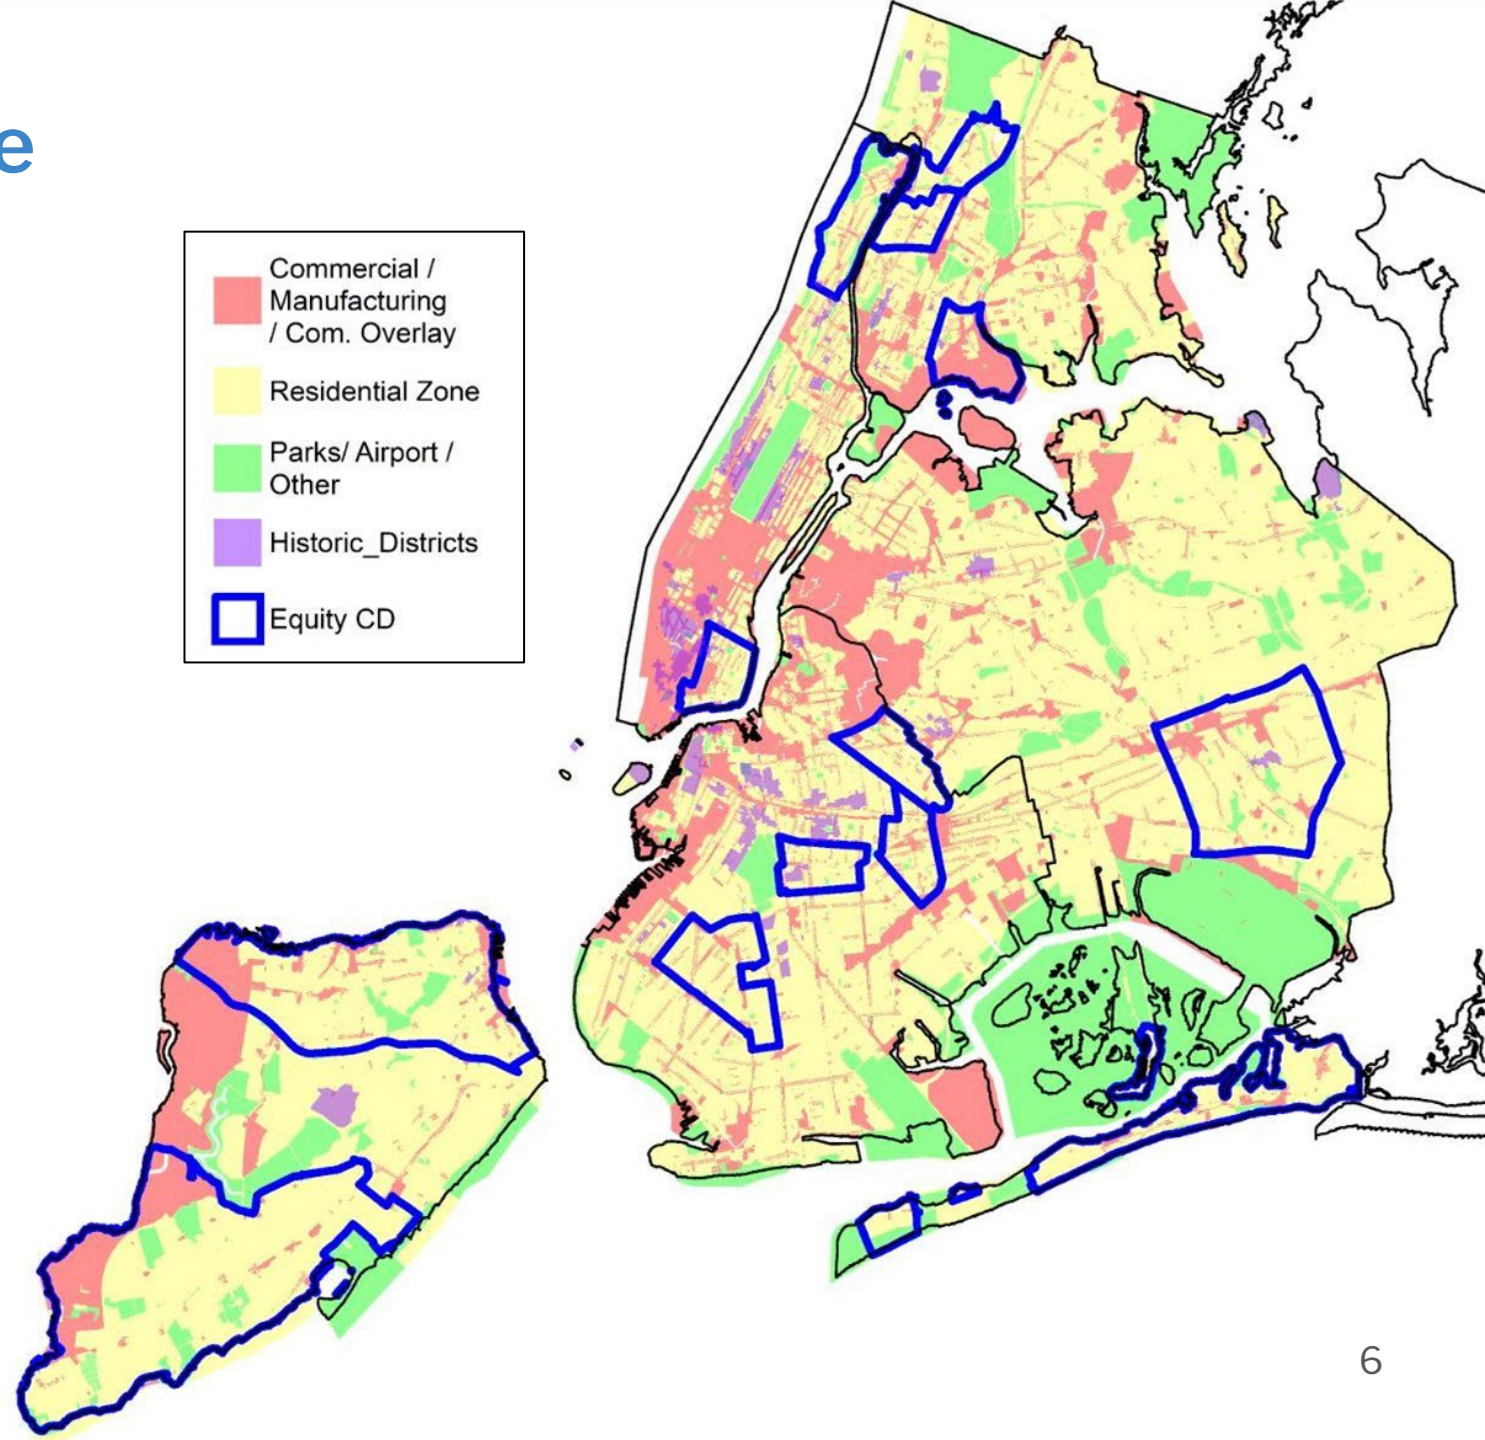 e
Commercial /
Manufacturing
/ Com. Overlay
Residential Zone
Parks/ Airport /
Other
Historic_Districts
Equity CD
6